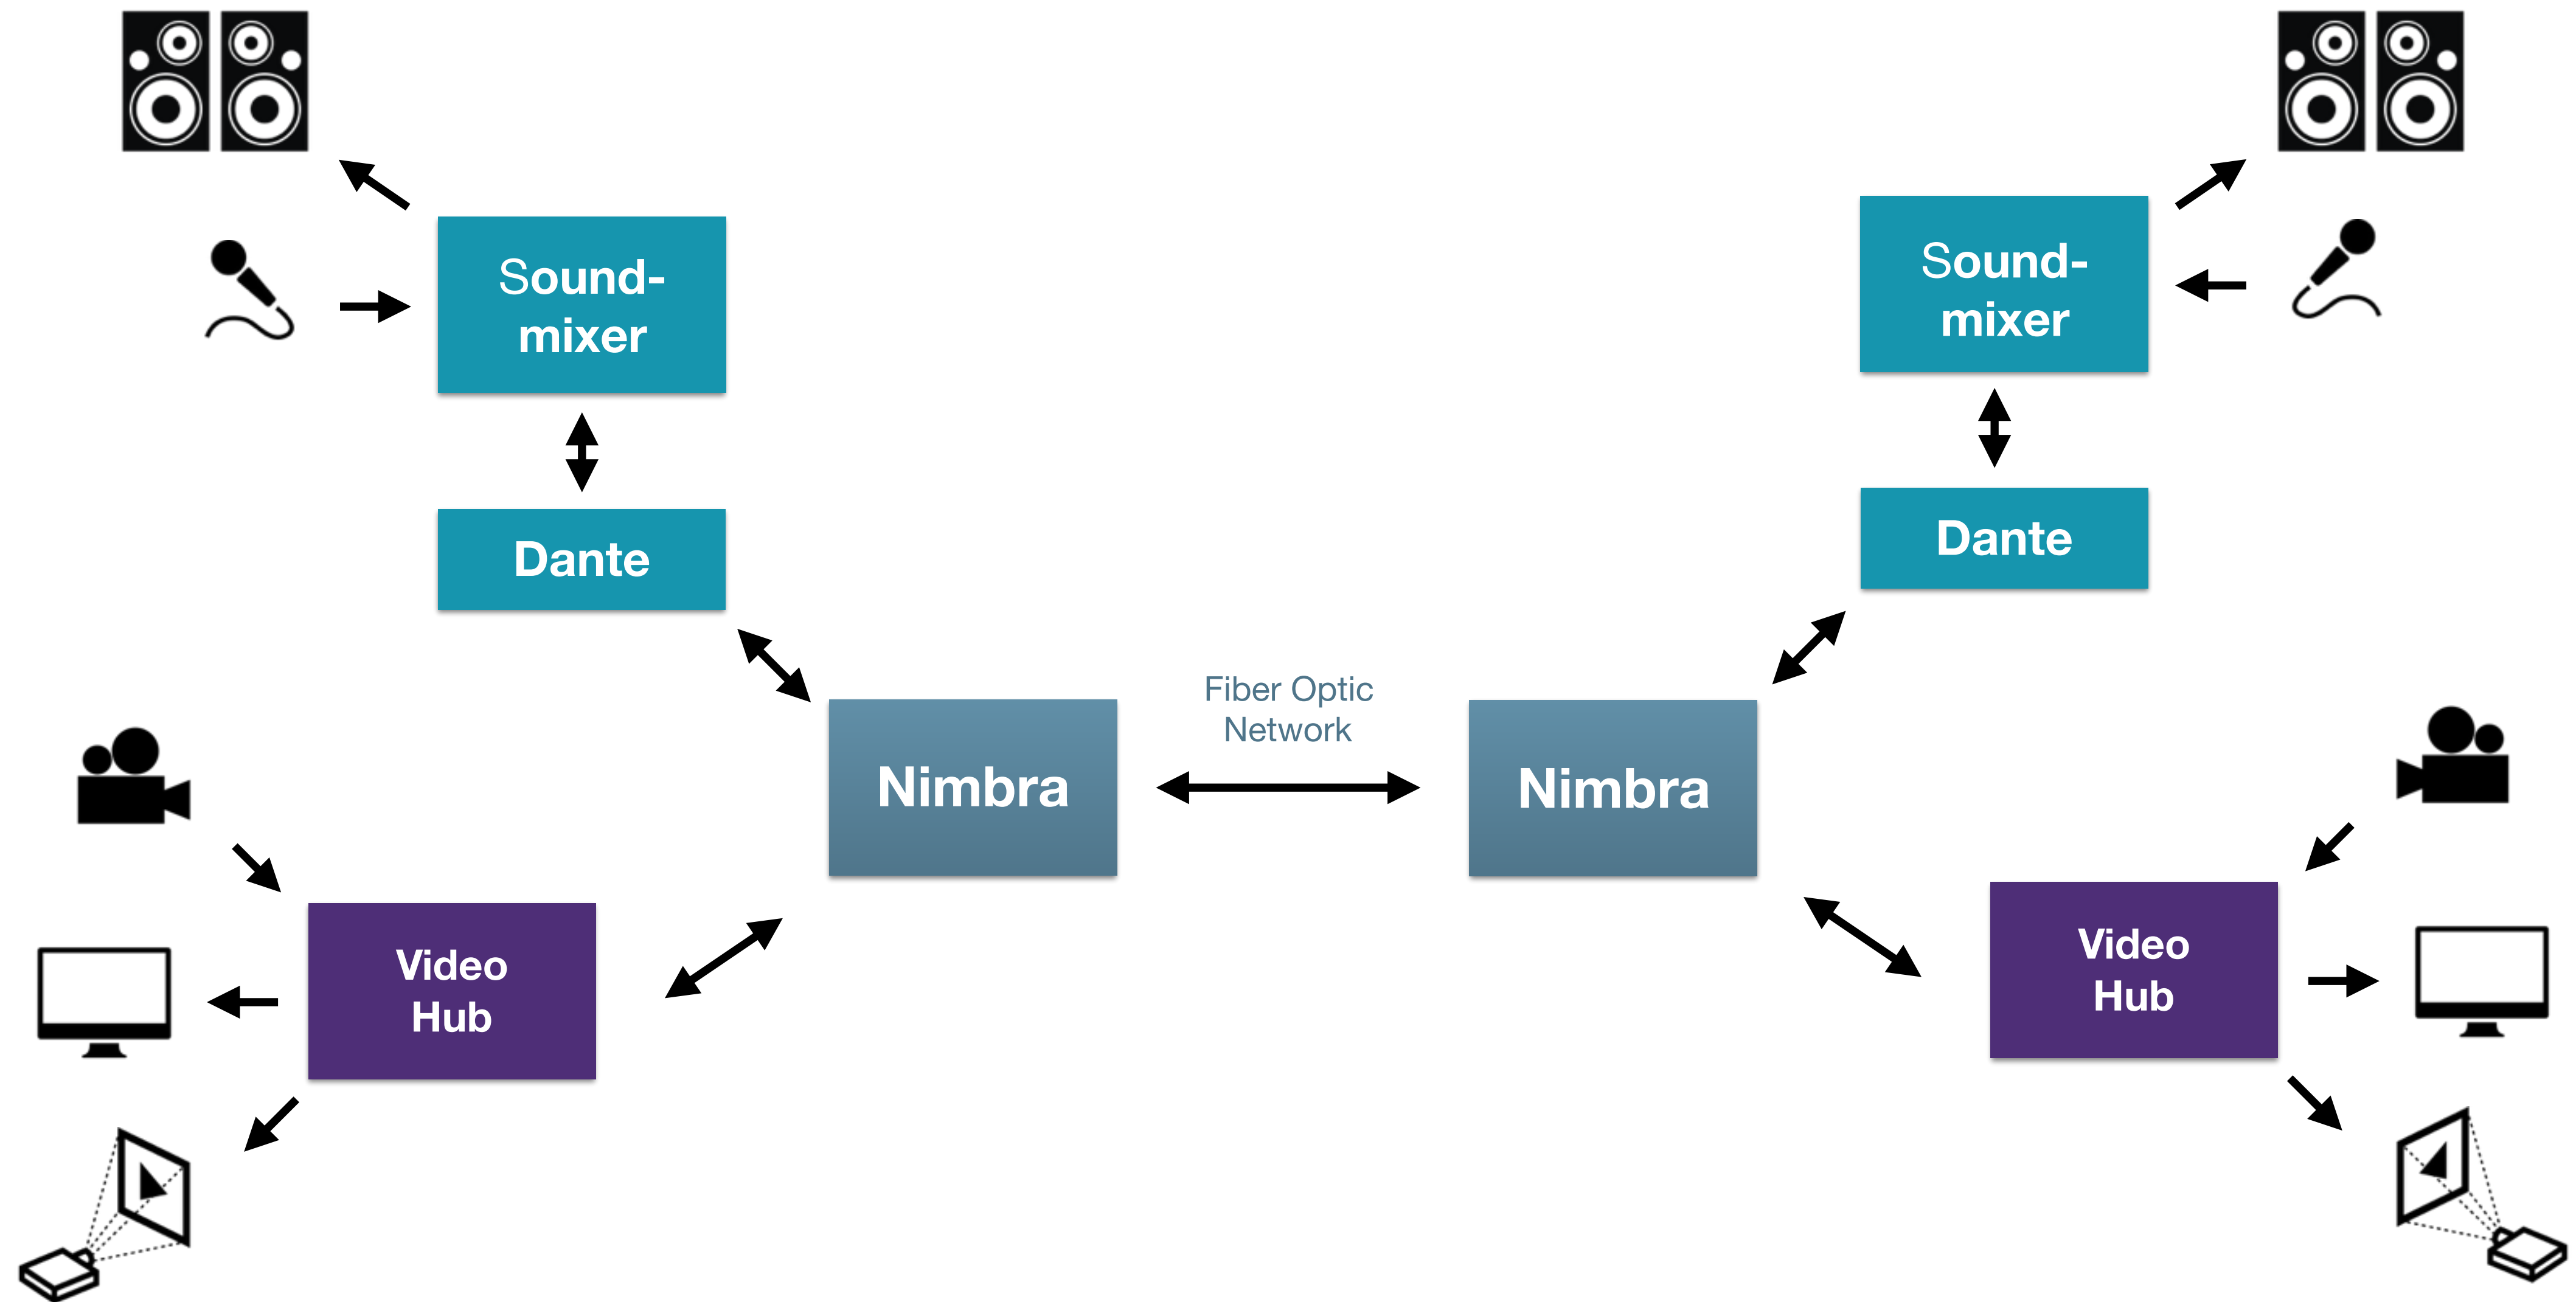 Sound-
mixer
Sound-
mixer
Dante
Dante
Fiber Optic
Network
Nimbra
Nimbra
Video
Hub
Video
Hub